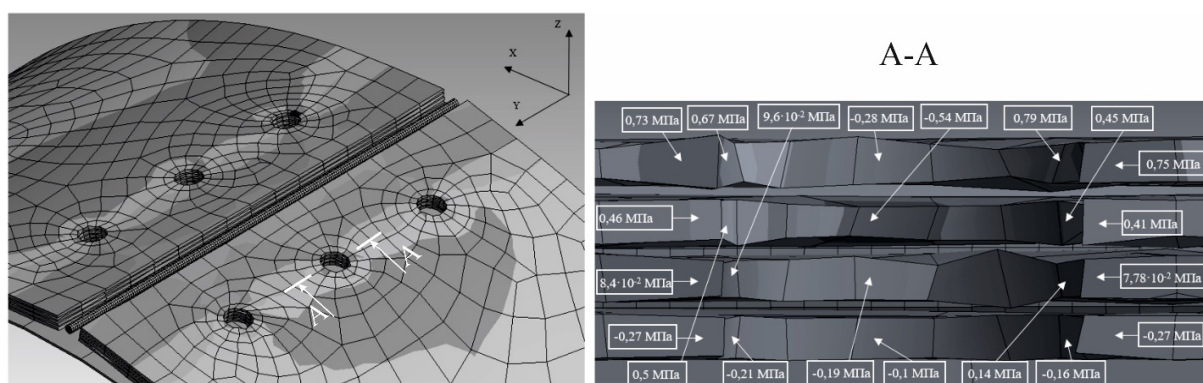 Z
X
Y
A
A
A-A
0,73 МПа
0,67 МПа
9,6·10-2 МПа
-0,28 МПа
-0,54 МПа
0,79 МПа
0,45 МПа
0,75 МПа
0,46 МПа
0,41 МПа
8,4·10-2 МПа
7,78·10-2 МПа
-0,27 МПа
-0,27 МПа
0,5 МПа
-0,21 МПа
-0,19 МПа
-0,1 МПа
0,14 МПа
-0,16 МПа